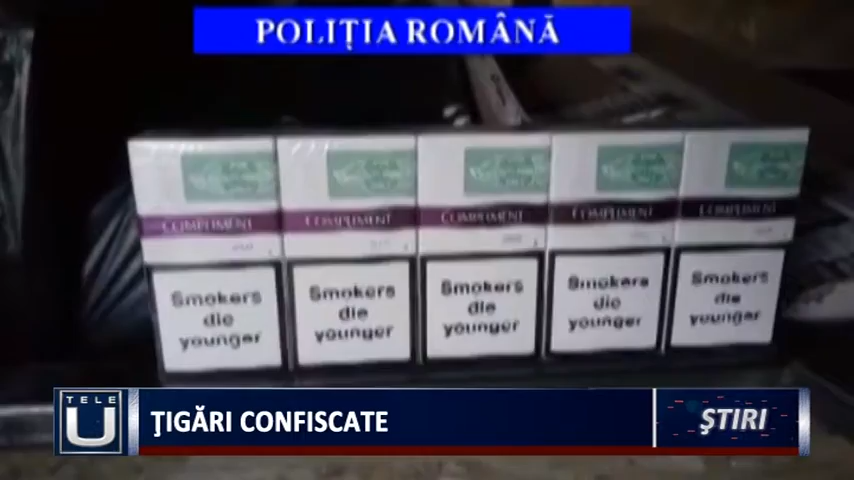 POLIȚIA ROMÂNĂ
COMPLIMENT COMPLIMENT COMPLIMENT COMPLIMENT COMPLIMENT
Smokers Smokers Smokers Smokers Smokers
die die die die die
younger younger younger younger younger
TELE
U
ŢIGĂRI CONFISCATE
ŞTIRI